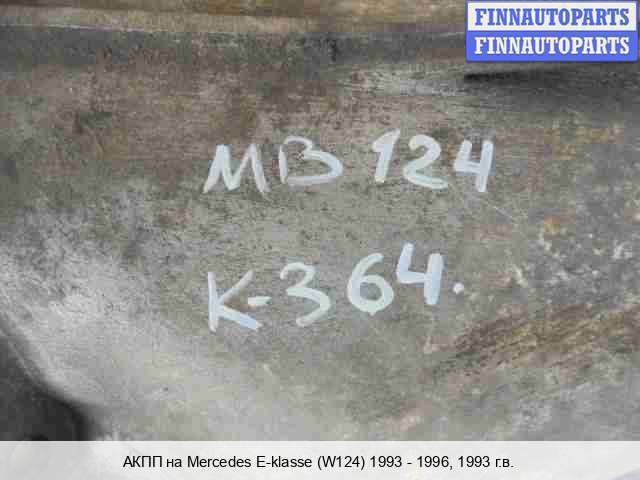 FINNAUTOPARTS
FINNAUTOPARTS
MB 124
K-364.
АКПП на Mercedes E-klasse (W124) 1993 - 1996, 1993 г.в.